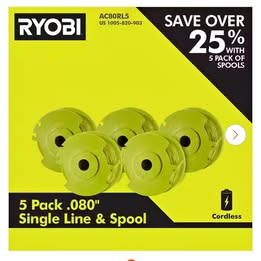 RYOBI
AC80RL5
US 1005-820-903
SAVE OVER
25%
WITH
5 PACK OF
SPOOLS
5 Pack .080"
Single Line & Spool
Cordless